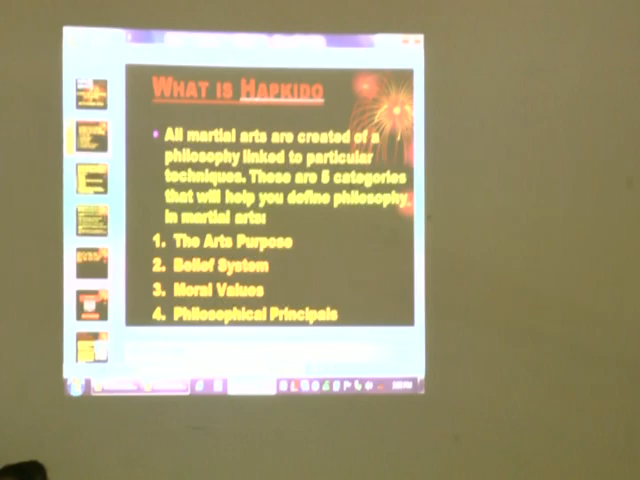 What is Hapkido
• All martial arts are created of a
philosophy linked to particular
techniques. These are 5 categories
that will help you define philosophy
in martial arts:
1. The Arts Purpose
2. Belief System
3. Moral Values
4. Philosophical Principals